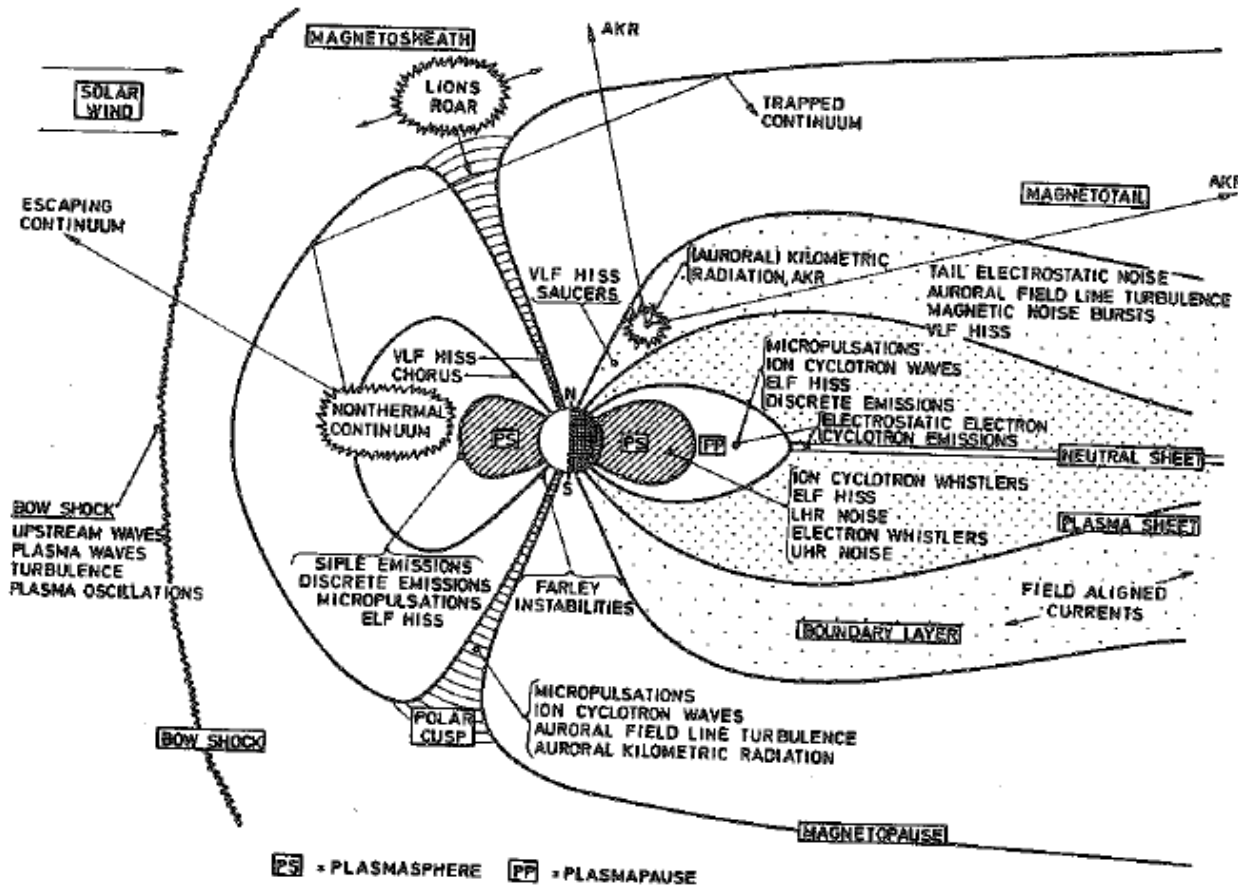 MAGNETOSHEATH
AKR
SOLAR
WIND
LIONS
ROAR
TRAPPED
CONTINUUM
ESCAPING
CONTINUUM
MAGNETOTAIL
AKR
(AURORAL) KILOMETRIC
RADIATION, AKR
VLF HISS
SAUCERS
TAIL ELECTROSTATIC NOISE
AURORAL FIELD LINE TURBULENCE
MAGNETIC NOISE BURSTS
VLF HISS
VLF HISS
CHORUS
MICROPULSATIONS
ION CYCLOTRON WAVES
ELF HISS
DISCRETE EMISSIONS
N
NONTHERMAL
CONTINUUM
PS
PS
PP
ELECTROSTATIC ELECTRON
CYCLOTRON EMISSIONS
NEUTRAL SHEET
S
ION CYCLOTRON WHISTLERS
ELF HISS
LHR NOISE
ELECTRON WHISTLERS
UHR NOISE
PLASMA SHEET
BOW SHOCK
UPSTREAM WAVES
PLASMA WAVES
TURBULENCE
PLASMA OSCILLATIONS
SIPLE EMISSIONS
DISCRETE EMISSIONS
MICROPULSATIONS
ELF HISS
FARLEY
INSTABILITIES
FIELD ALIGNED
CURRENTS
BOUNDARY LAYER
MICROPULSATIONS
ION CYCLOTRON WAVES
AURORAL FIELD LINE TURBULENCE
AURORAL KILOMETRIC RADIATION
POLAR
CUSP
BOW SHOCK
MAGNETOPAUSE
PS = PLASMASPHERE PP = PLASMAPAUSE